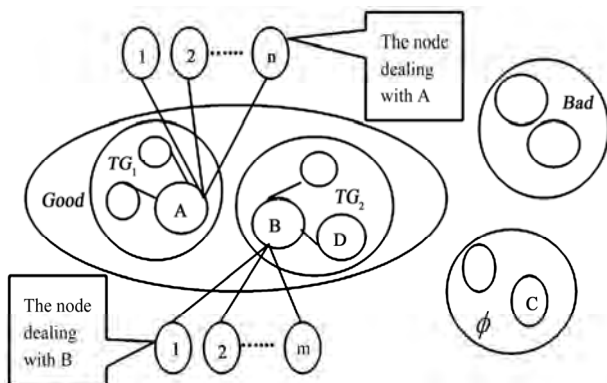 1 2 ...... n
The node
dealing
with A
Bad
TG1
Good
A
TG2
B
D
C
ϕ
The node
dealing
with B
1 2 ...... m